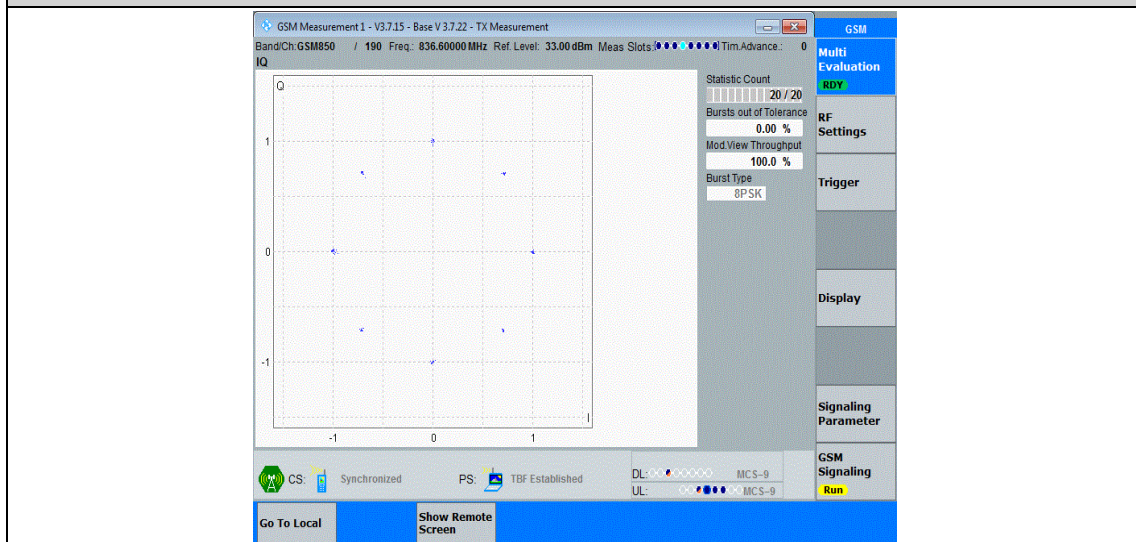 GSM Measurement 1 - V3.7.15 - Base V 3.7.22 - TX Measurement
GSM
Band/Ch: GSM850 / 190 Freq.: 836.60000 MHz Ref. Level: 33.00 dBm Meas Slots: Tim.Advance.: 0
IQ
Multi
Evaluation
RDY
Q
Statistic Count
20 / 20
Bursts out of Tolerance
0.00 %
Mod.View Throughput
100.0 %
Burst Type
8PSK
RF
Settings
Trigger
1
0
-1
I
-1 0 1
Display
Signaling
Parameter
GSM
Signaling
Run
CS: Synchronized PS: TBF Established
DL: MCS-9
UL: MCS-9
Go To Local
Show Remote
Screen